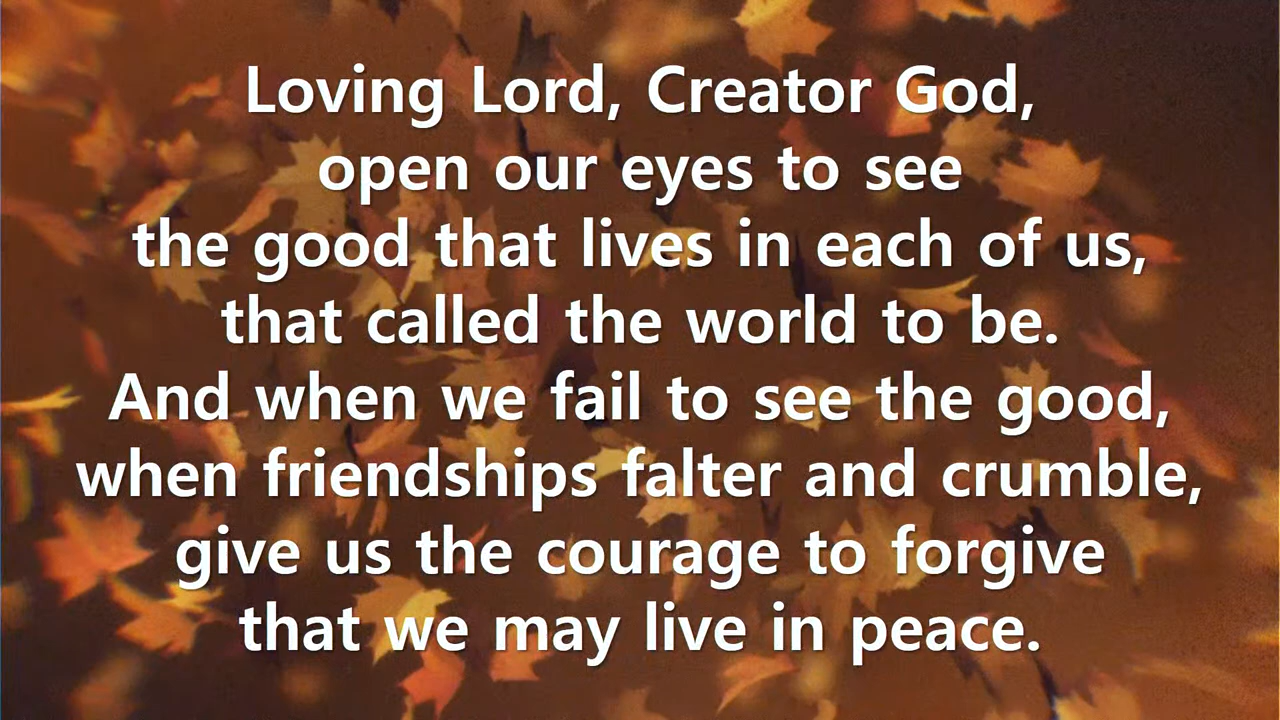 Loving Lord, Creator God,
open our eyes to see
the good that lives in each of us,
that called the world to be.
And when we fail to see the good,
when friendships falter and crumble,
give us the courage to forgive
that we may live in peace.